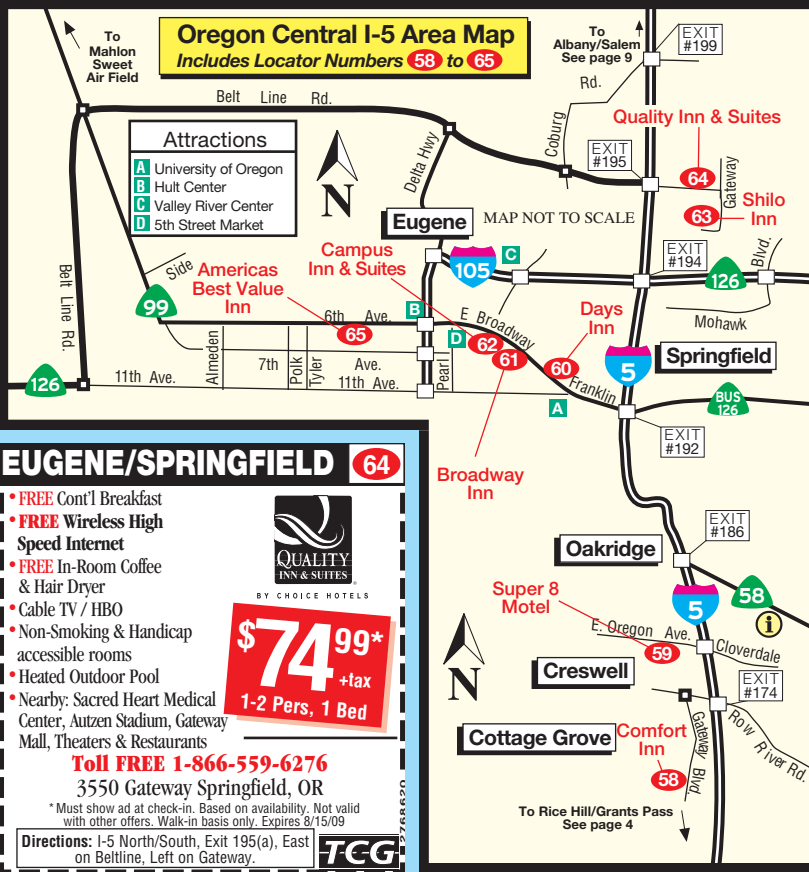 Oregon Central I-5 Area Map
Includes Locator Numbers 58 to 65
To
Mahlon
Sweet
Air Field
Belt Line Rd.
Attractions
A University of Oregon
B Hult Center
C Valley River Center
D 5th Street Market
N
Delta Hwy
Coburg
Rd.
To
Albany/Salem
See page 9
EXIT
#199
Quality Inn & Suites
EXIT
#195
64
Gateway
63
Shilo
Inn
Eugene
MAP NOT TO SCALE
105
C
EXIT
#194
126
Blvd.
Mohawk
Side
99
Belt Line Rd.
Americas
Best Value
Inn
Campus
Inn & Suites
6th Ave.
65
B
D
E Broadway
62
61
Days
Inn
60
Franklin
5
Springfield
BUS
126
Almeden
7th Ave.
Polk
Tyler
Pearl
126
11th Ave.
11th Ave.
A
EXIT
#192
Broadway
Inn
EXIT
#186
Oakridge
5
58
i
Super 8
Motel
E. Oregon Ave.
59
Cloverdale
N
Creswell
EXIT
#174
Cottage Grove
Comfort
Inn
58
Gateway Blvd.
Row River Rd.
To Rice Hill/Grants Pass
See page 4
EUGENE/SPRINGFIELD 64
• FREE Cont'l Breakfast
• FREE Wireless High
Speed Internet
• FREE In-Room Coffee
& Hair Dryer
• Cable TV / HBO
• Non-Smoking & Handicap
accessible rooms
• Heated Outdoor Pool
• Nearby: Sacred Heart Medical
Center, Autzen Stadium, Gateway
Mall, Theaters & Restaurants
QUALITY
INN & SUITES
BY CHOICE HOTELS
$74 99*
+tax
1-2 Pers, 1 Bed
Toll FREE 1-866-559-6276
3550 Gateway Springfield, OR
* Must show ad at check-in. Based on availability. Not valid
with other offers. Walk-in basis only. Expires 8/15/09
Directions: I-5 North/South, Exit 195(a), East
on Beltline, Left on Gateway.
TCG
2768620